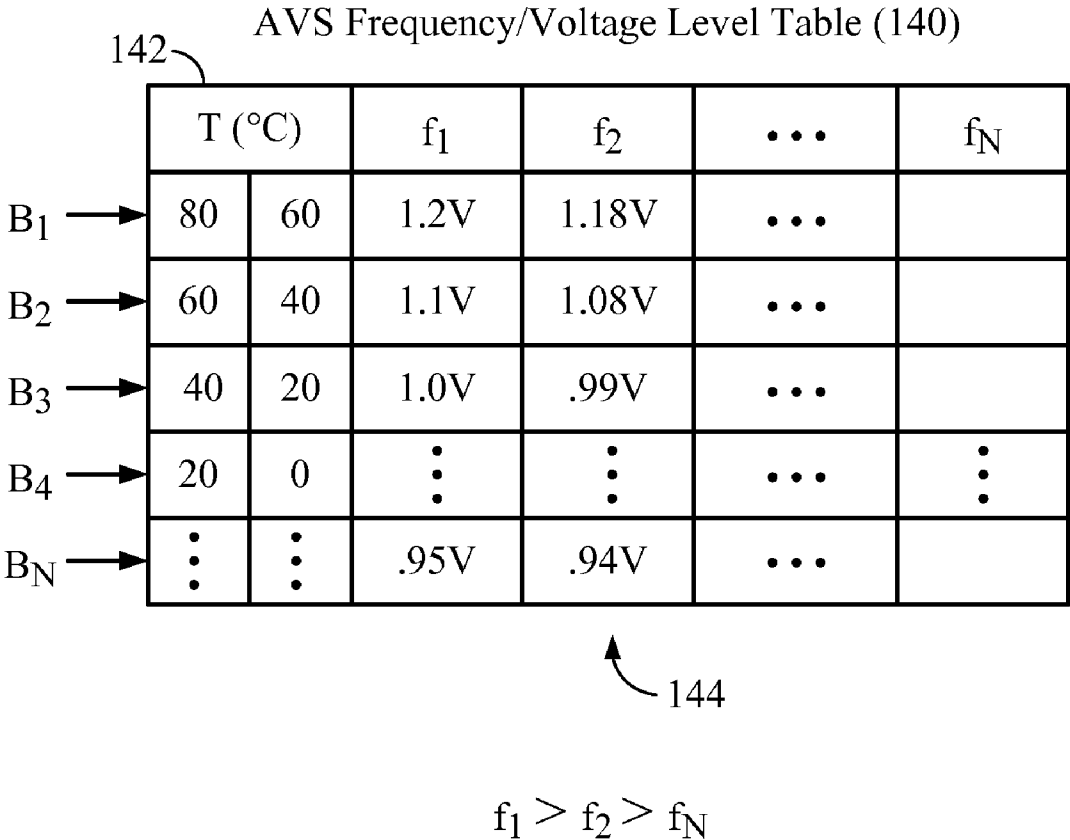 AVS Frequency/Voltage Level Table (140)
142
T (°C) f1 f2 ••• fN
B1 80 60 1.2V 1.18V •••
B2 60 40 1.1V 1.08V •••
B3 40 20 1.0V .99V •••
B4 20 0 ⋮ ⋮ ••• ⋮
BN ⋮ ⋮ .95V .94V •••
144
f1 > f2 > fN